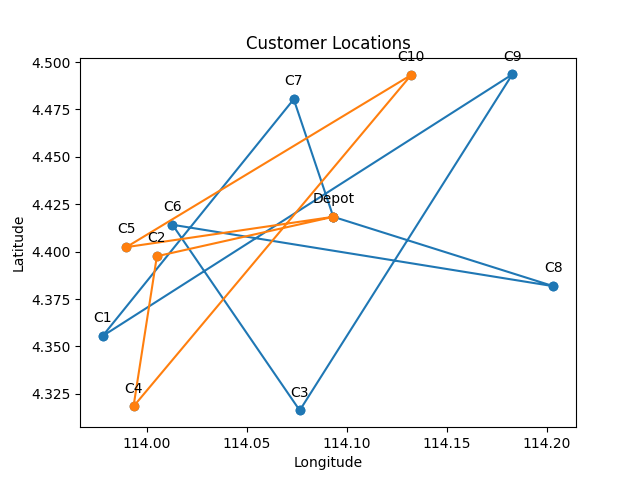 Customer Locations
C10
C9
C7
Depot
C6
C5
C2
C8
C1
C4
C3
4.500
4.475
4.450
4.425
4.400
4.375
4.350
4.325
Latitude
114.00
114.05
114.10
114.15
114.20
Longitude